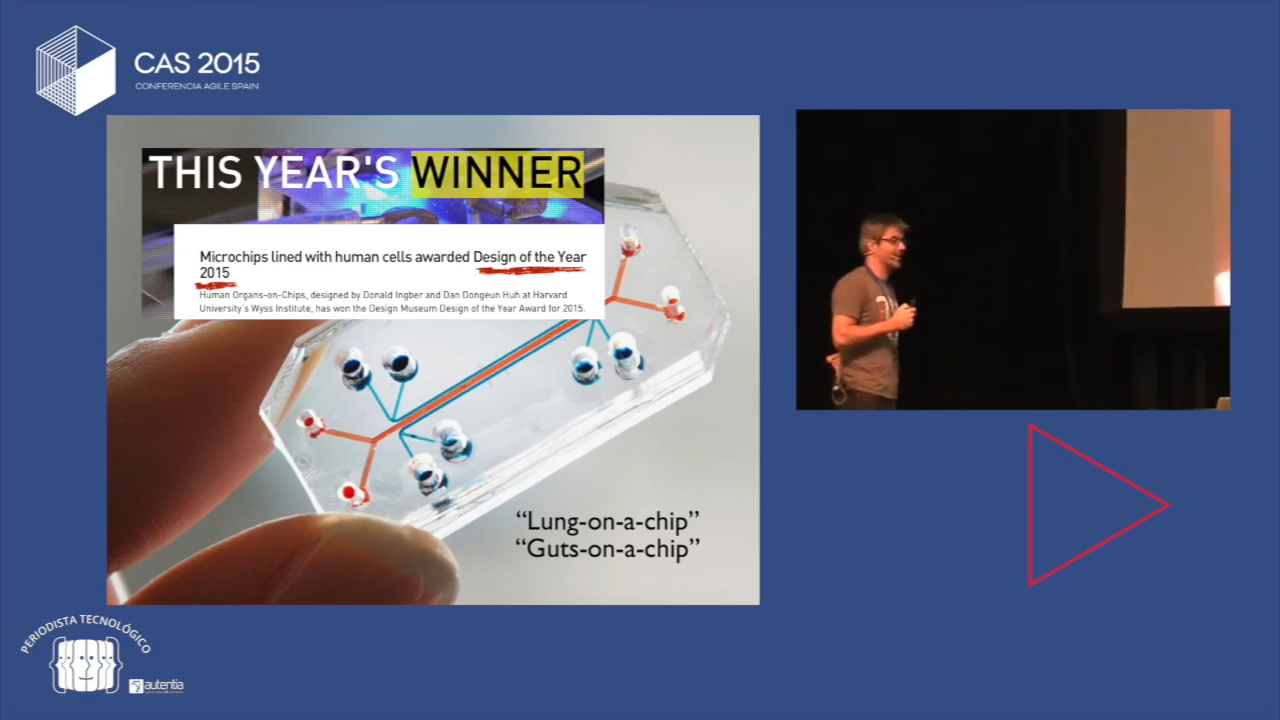 CAS 2015
CONFERENCIA AGILE SPAIN
THIS YEAR'S WINNER
Microchips lined with human cells awarded Design of the Year
2015
Human Organs-on-Chips, designed by Donald Ingber and Dan Dongeun Huh at Harvard
University's Wyss Institute, has won the Design Museum Design of the Year Award for 2015.
“Lung-on-a-chip”
“Guts-on-a-chip”
PERIODISTA TECNOLÓGICO
autentia